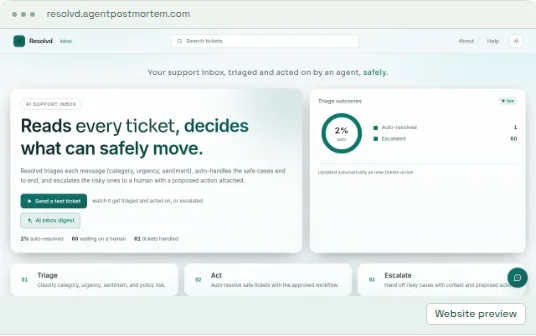 resolvd.agentpostmortem.com
Resolvd Inbox
Search tickets
About Help
Your support inbox, triaged and acted on by an agent, safely.
AI SUPPORT INBOX
Reads every ticket, decides
what can safely move.
Resolvd triages each message (category, urgency, sentiment), auto-handles the safe cases end
to end, and escalates the risky ones to a human with a proposed action attached.
Send a test ticket
watch it get triaged and acted on, or escalated
AI inbox digest
2% auto-resolved 60 waiting on a human 61 tickets handled
Triage outcomes
live
2%
Auto-resolved 1
Escalated 60
Updated automatically as new tickets arrive.
01 Triage
Classify category, urgency, sentiment, and policy risk.
02 Act
Auto-resolve safe tickets with the approved workflow.
03 Escalate
Hand off risky cases with context and proposed
Website preview